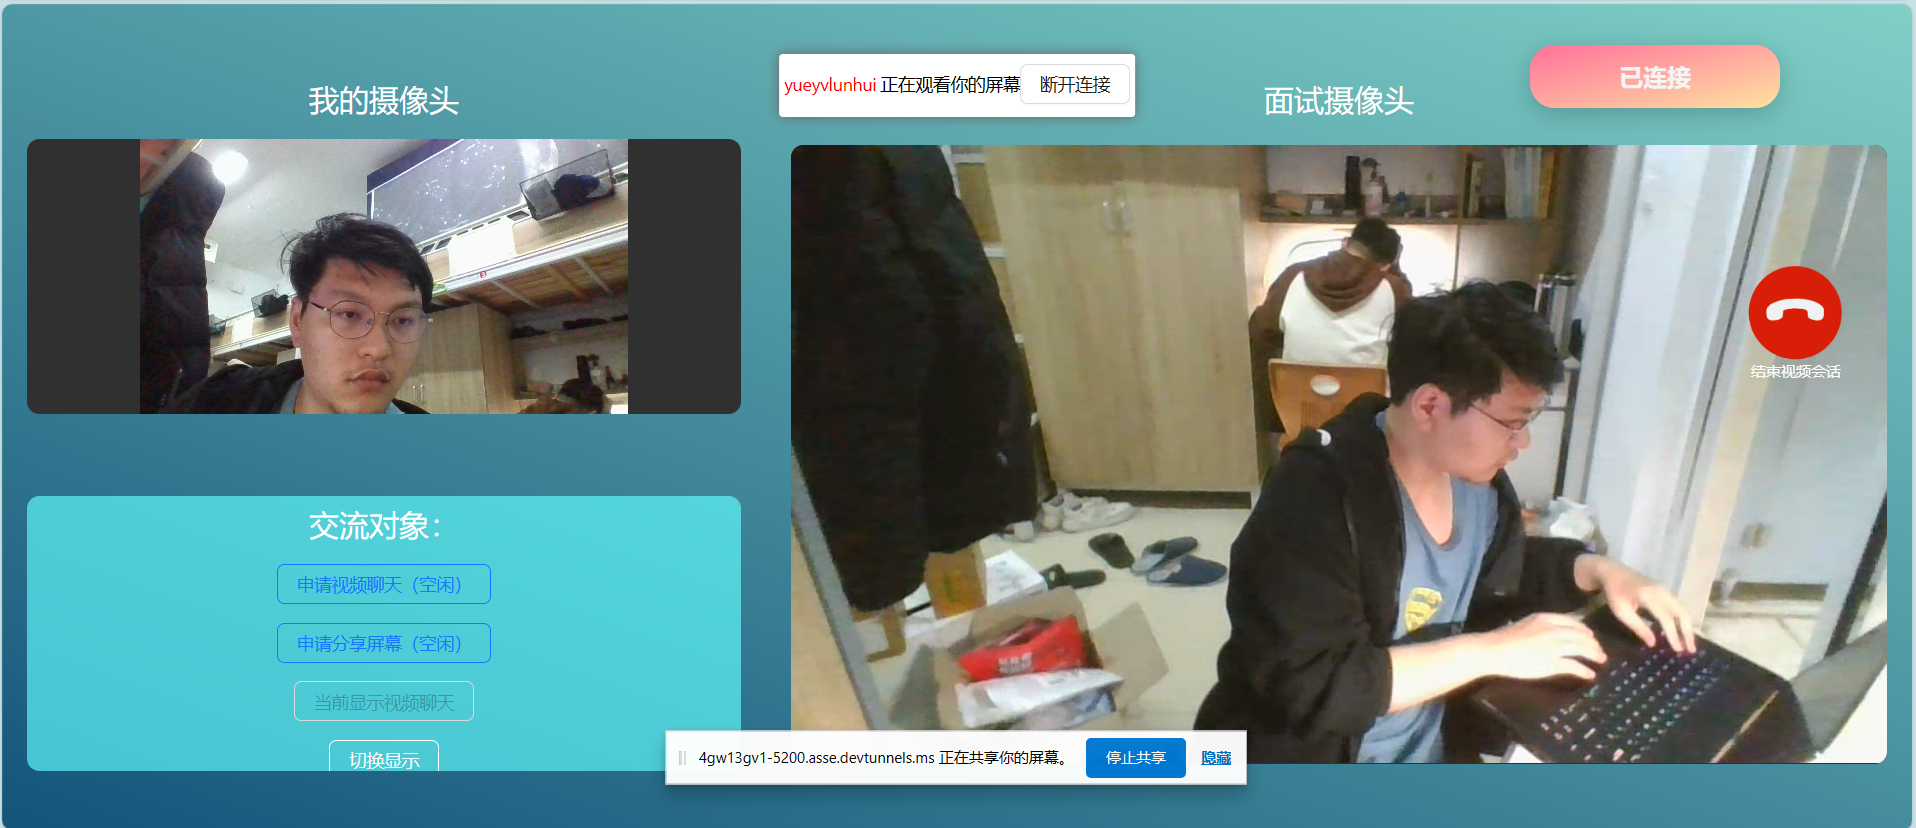 我的摄像头
yueyvlunhui 正在观看你的屏幕
断开连接
面试摄像头
已连接
结束视频会话
交流对象：
申请视频聊天（空闲）
申请分享屏幕（空闲）
当前显示视频聊天
切换显示
4gw13gv1-5200.asse.devtunnels.ms 正在共享你的屏幕。
停止共享
隐藏